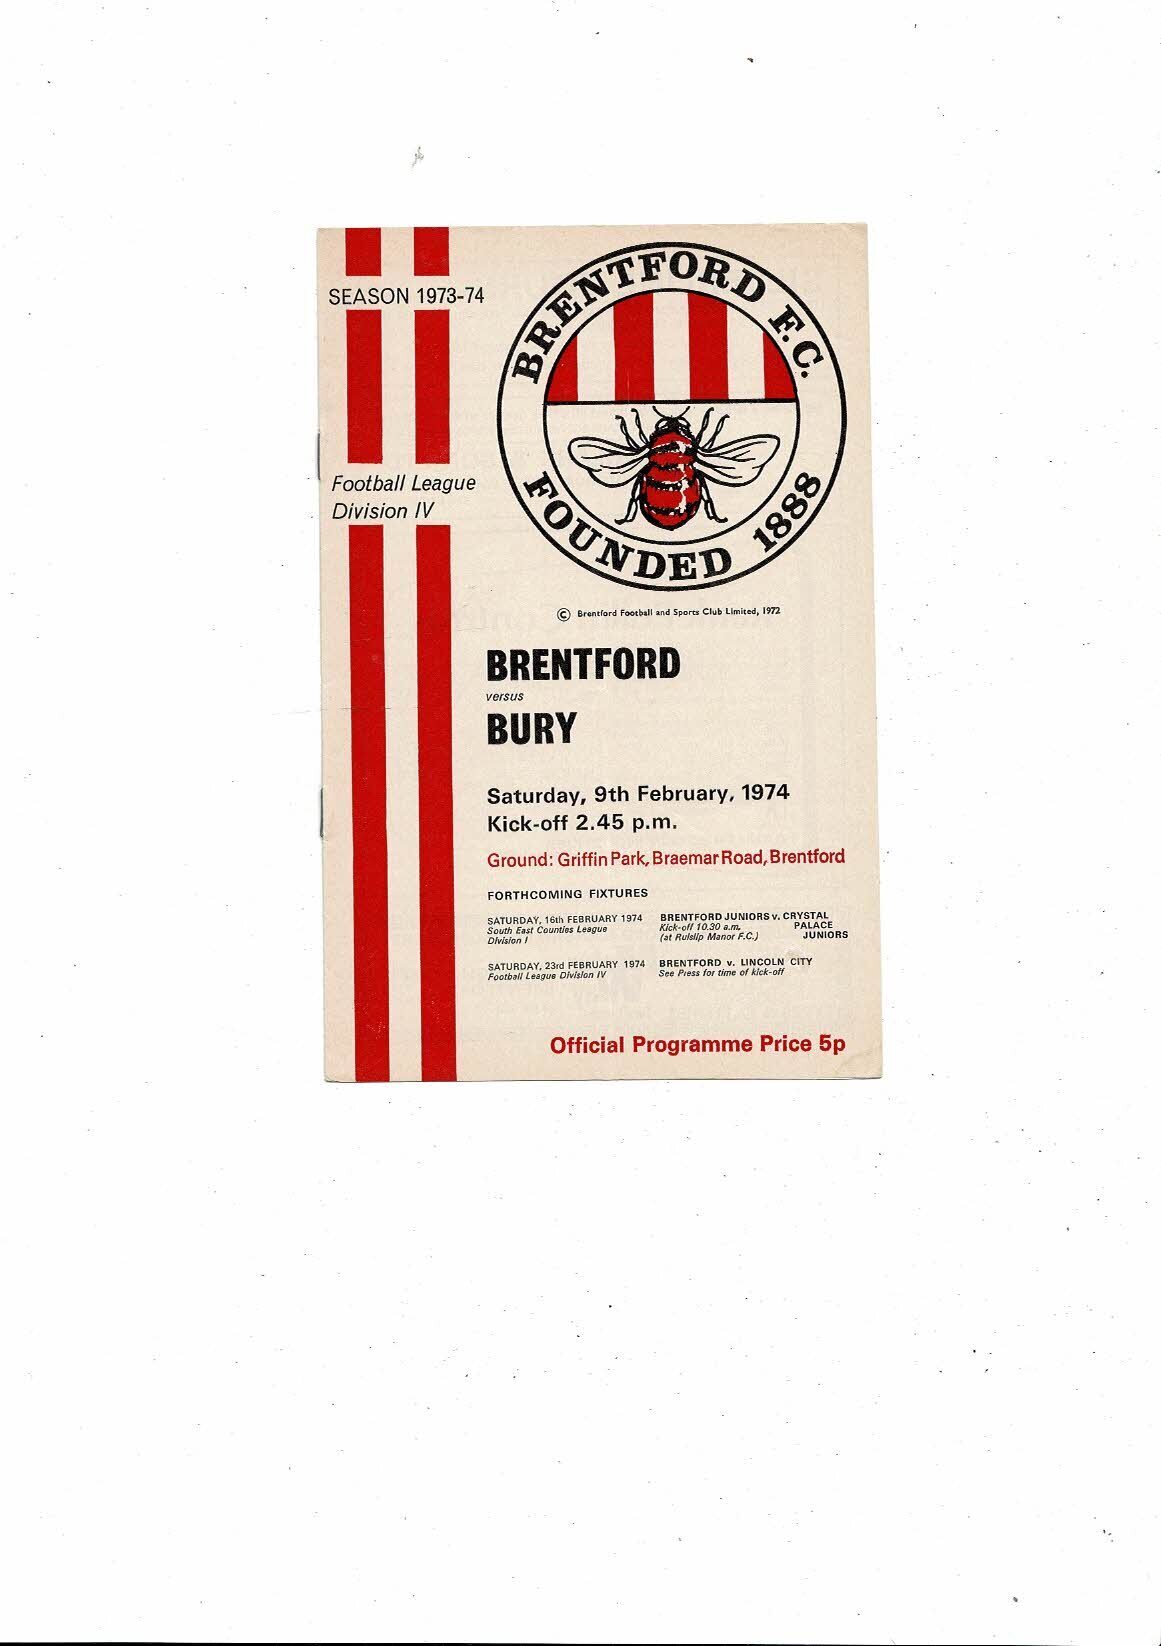 SEASON 1973-74
BRENTFORD F.C.
FOUNDED 1888
Football League
Division IV
© Brentford Football and Sports Club Limited, 1972
BRENTFORD
versus
BURY
Saturday, 9th February, 1974
Kick-off 2.45 p.m.
Ground: Griffin Park, Braemar Road, Brentford
FORTHCOMING FIXTURES
SATURDAY, 16th FEBRUARY 1974
South East Counties League
Division I
BRENTFORD JUNIORS v. CRYSTAL
PALACE
JUNIORS
Kick-off 10.30 a.m.
(at Ruislip Manor F.C.)
SATURDAY, 23rd FEBRUARY 1974
Football League Division IV
BRENTFORD v. LINCOLN CITY
See Press for time of kick-off
Official Programme Price 5p